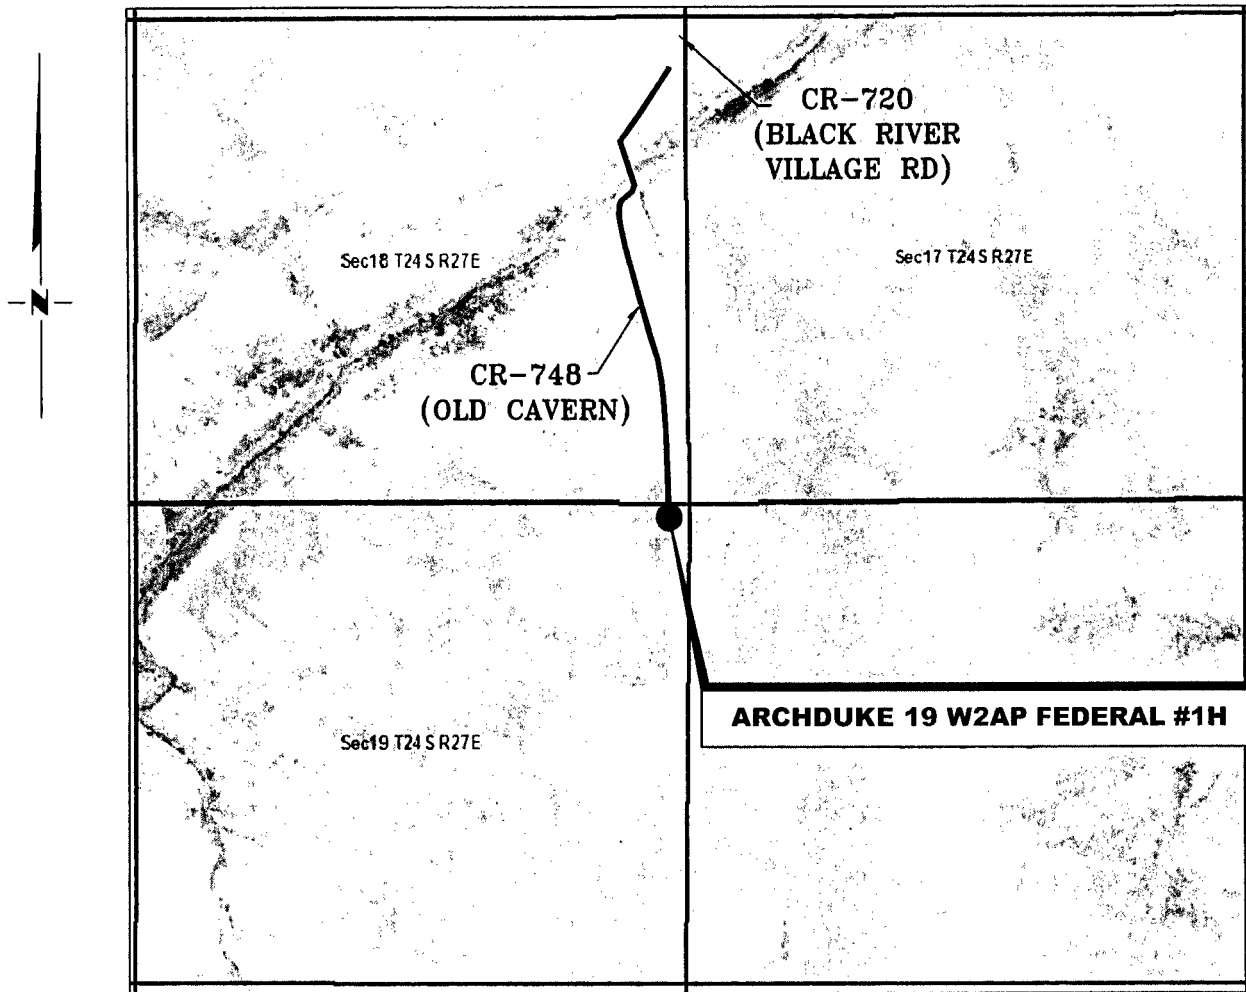 CR-720
(BLACK RIVER
VILLAGE RD)
Sec18 T24 S R27E
Sec17 T24 S R27E
N
CR-748
(OLD CAVERN)
ARCHDUKE 19 W2AP FEDERAL #1H
Sec19 T24 S R27E